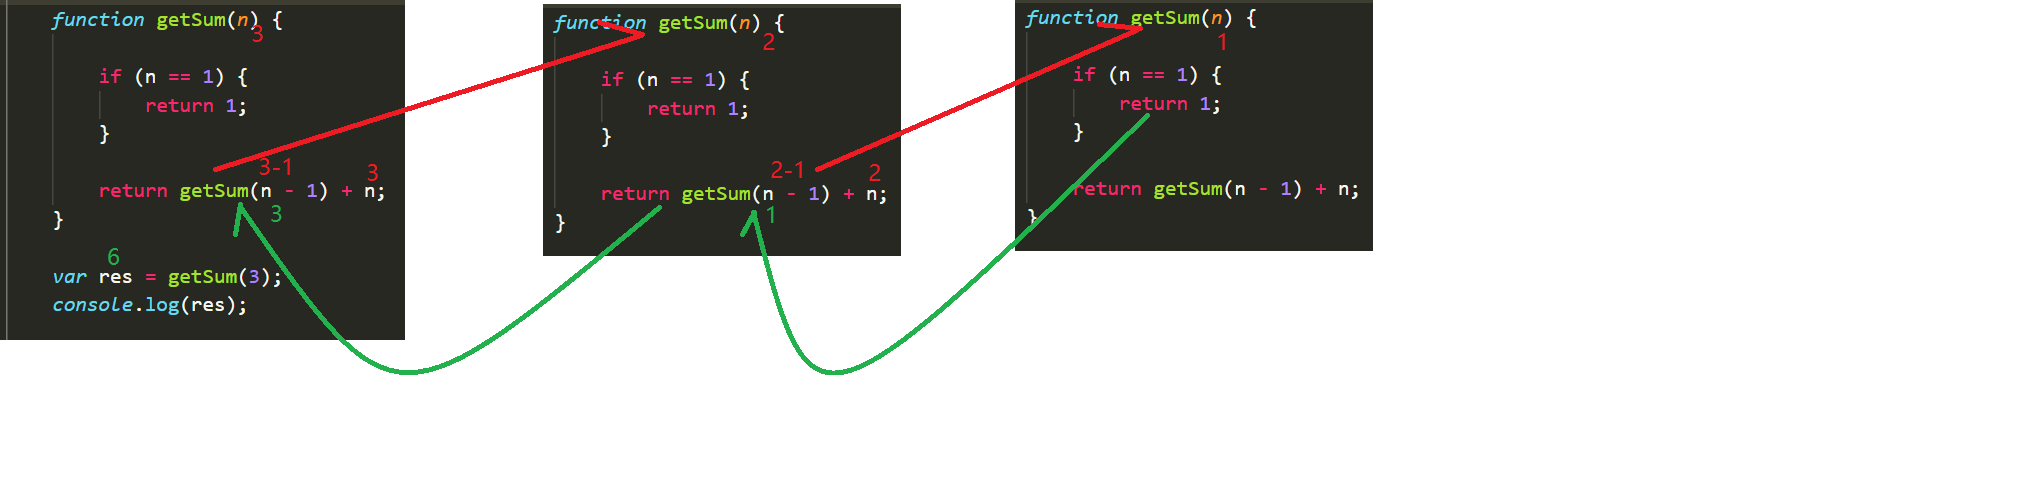 function getSum(n) {
3
if (n == 1) {
return 1;
}
3-1
3
return getSum(n - 1) + n;
3
}
6
var res = getSum(3);
console.log(res);
function getSum(n) {
2
if (n == 1) {
return 1;
}
2-1
2
return getSum(n - 1) + n;
1
}
function getSum(n) {
1
if (n == 1) {
return 1;
}
return getSum(n - 1) + n;
}